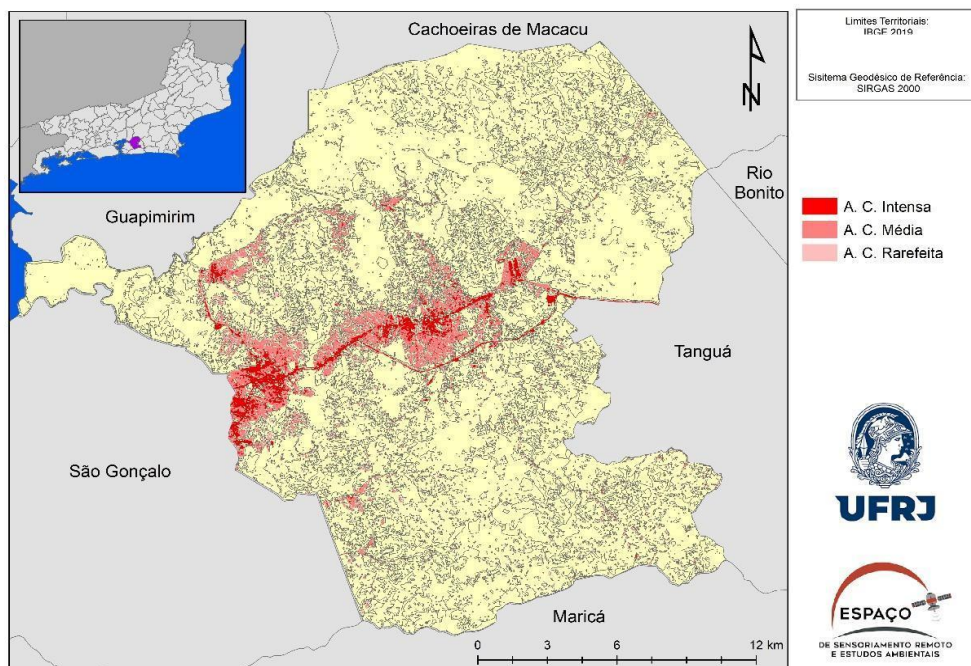 Cachoeiras de Macacu
Limites Territoriais:
IBGE 2019
Sisitema Geodésico de Referência:
SIRGAS 2000
N
Rio
Bonito
Guapimirim
A. C. Intensa
A. C. Média
A. C. Rarefeita
Tanguá
São Gonçalo
UFRJ
Maricá
ESPAÇO
DE SENSORIAMENTO REMOTO
E ESTUDOS AMBIENTAIS
0 3 6 12 km